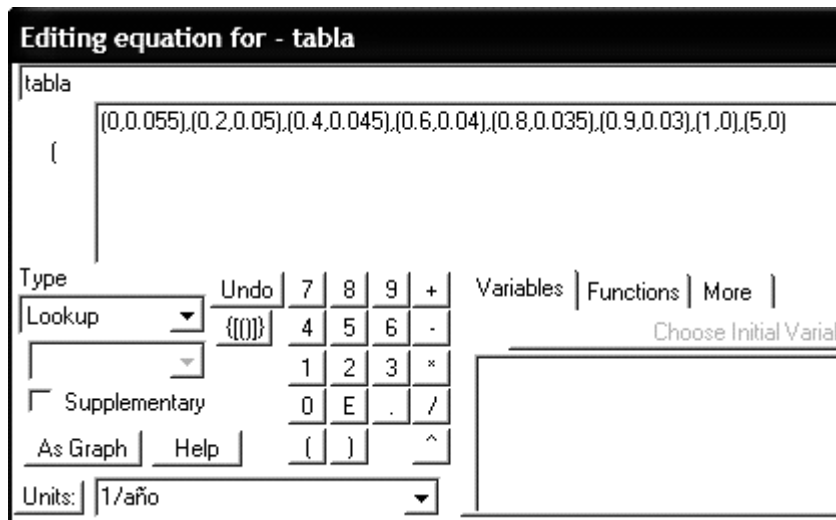 Editing equation for - tabla
tabla
(
(0,0.055),(0.2,0.05),(0.4,0.045),(0.6,0.04),(0.8,0.035),(0.9,0.03),(1,0),(5,0)
Type
Undo 7 8 9 +
Variables Functions More
Lookup
{[()]} 4 5 6 -
Choose Initial Varial
1 2 3 *
Supplementary
0 E . /
As Graph Help
( ) ^
Units: 1/año